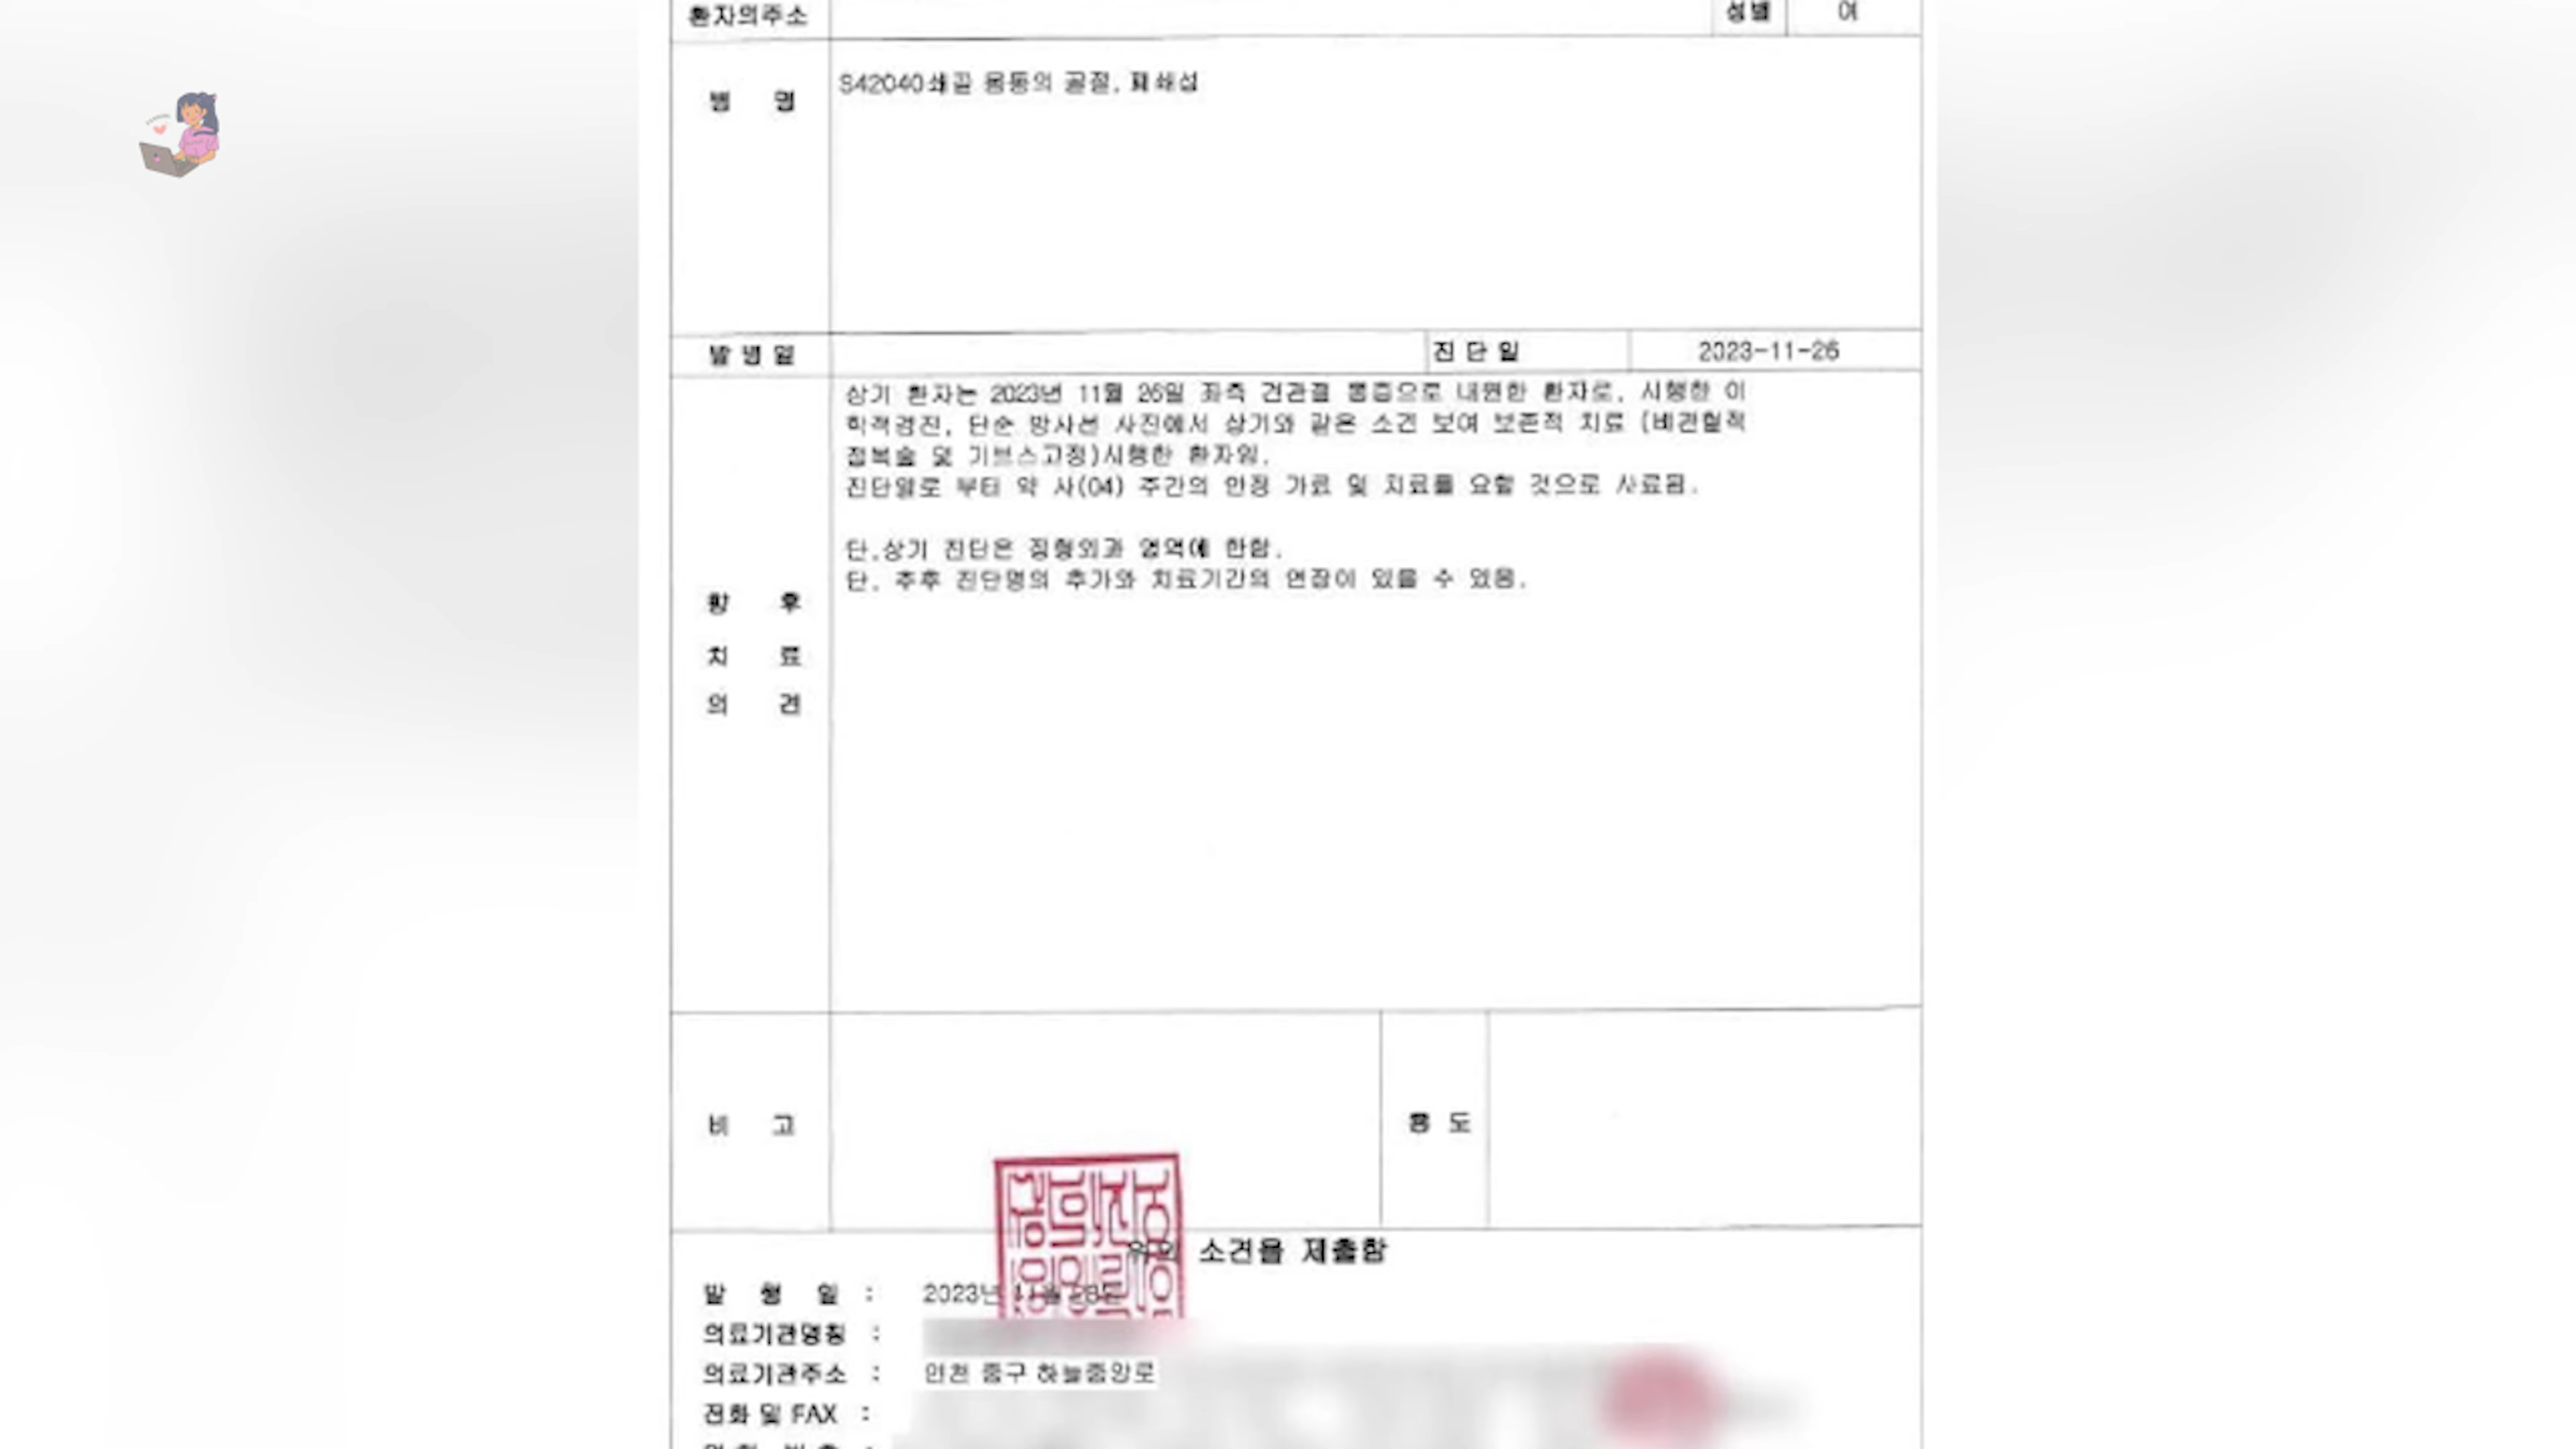 환자의주소 성별 여
병 명 S42040쇄골 몸통의 골절, 폐쇄성
발병일 진단일 2023-11-26
상기 환자는 2023년 11월 26일 좌측 견관절 통증으로 내원한 환자로, 시행한 이
학적검진, 단순 방사선 사진에서 상기와 같은 소견 보여 보존적 치료 (비관혈적
정복술 및 기브스고정)시행한 환자임.
진단일로 부터 약 사(04) 주간의 안정 가료 및 치료를 요할 것으로 사료됨.
단.상기 진단은 정형외과 영역에 한함.
단. 추후 진단명의 추가와 치료기간의 연장이 있을 수 있음.
향 후
치 료
의 견
비 고 용 도
위의 소견을 제출함
발 행 일 : 2023년 11월
의료기관명칭 :
의료기관주소 : 인천 중구 하늘중앙로
전화 및 FAX :